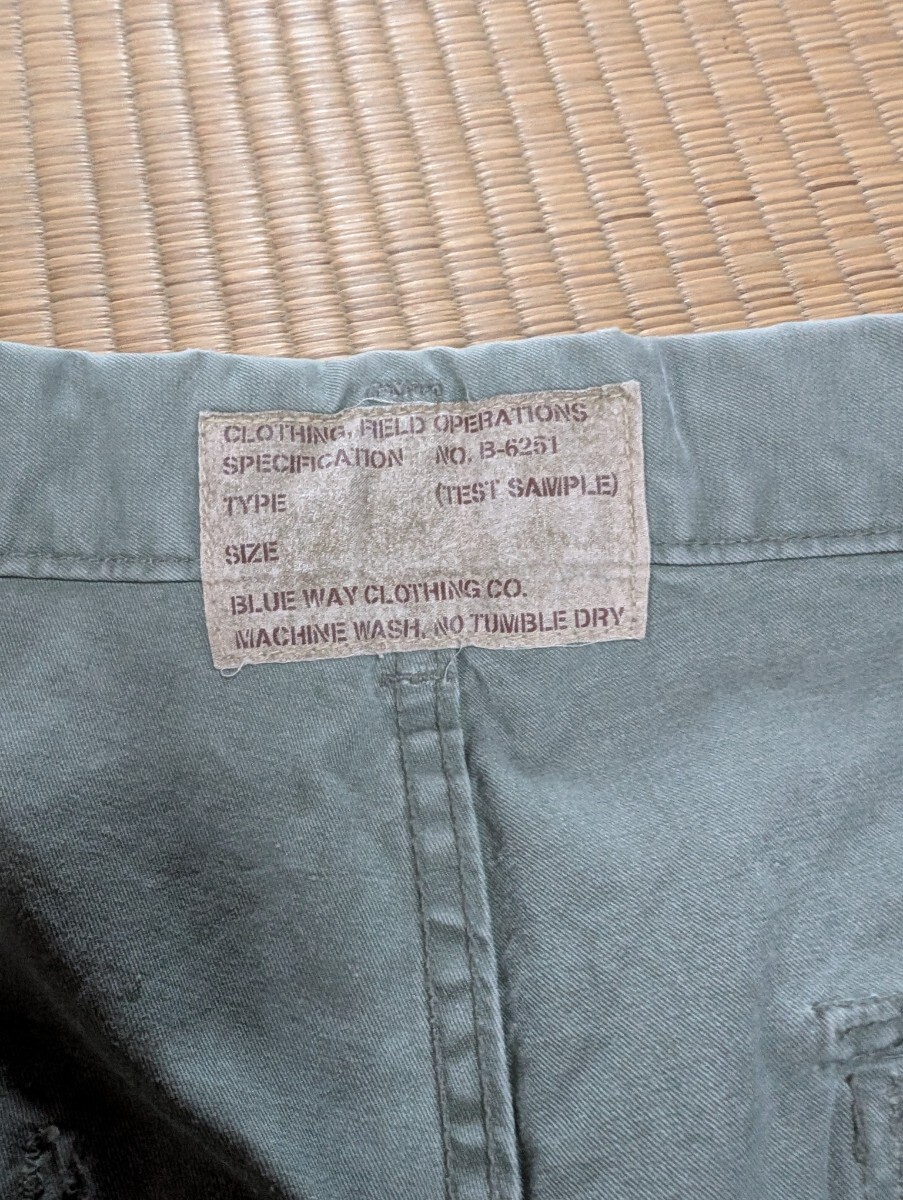 CLOTHING, FIELD OPERATIONS
SPECIFICATION NO. B-6251
TYPE (TEST SAMPLE)
SIZE
BLUE WAY CLOTHING CO.
MACHINE WASH, NO TUMBLE DRY